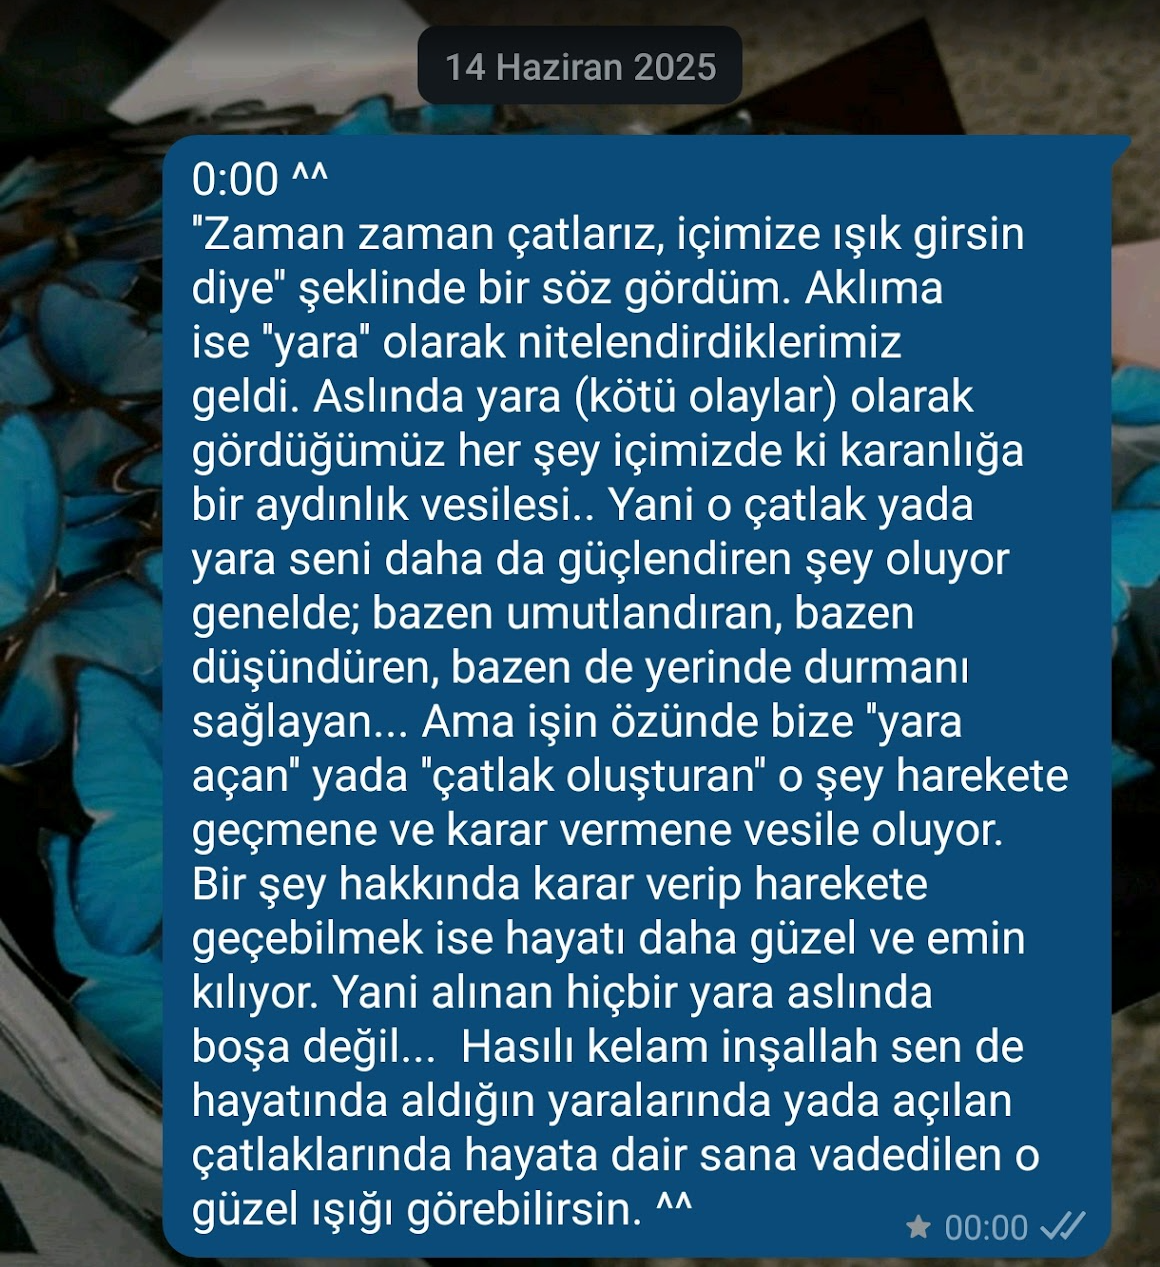 14 Haziran 2025
0:00 ^^
"Zaman zaman çatlarız, içimize ışık girsin
diye" şeklinde bir söz gördüm. Aklıma
ise "yara" olarak nitelendirdiklerimiz
geldi. Aslında yara (kötü olaylar) olarak
gördüğümüz her şey içimizde ki karanlığa
bir aydınlık vesilesi.. Yani o çatlak yada
yara seni daha da güçlendiren şey oluyor
genelde; bazen umutlandıran, bazen
düşündüren, bazen de yerinde durmanı
sağlayan... Ama işin özünde bize "yara
açan" yada "çatlak oluşturan" o şey harekete
geçmene ve karar vermene vesile oluyor.
Bir şey hakkında karar verip harekete
geçebilmek ise hayatı daha güzel ve emin
kılıyor. Yani alınan hiçbir yara aslında
boşa değil...  Hasılı kelam inşallah sen de
hayatında aldığın yaralarında yada açılan
çatlaklarında hayata dair sana vadedilen o
güzel ışığı görebilirsin. ^^
00:00